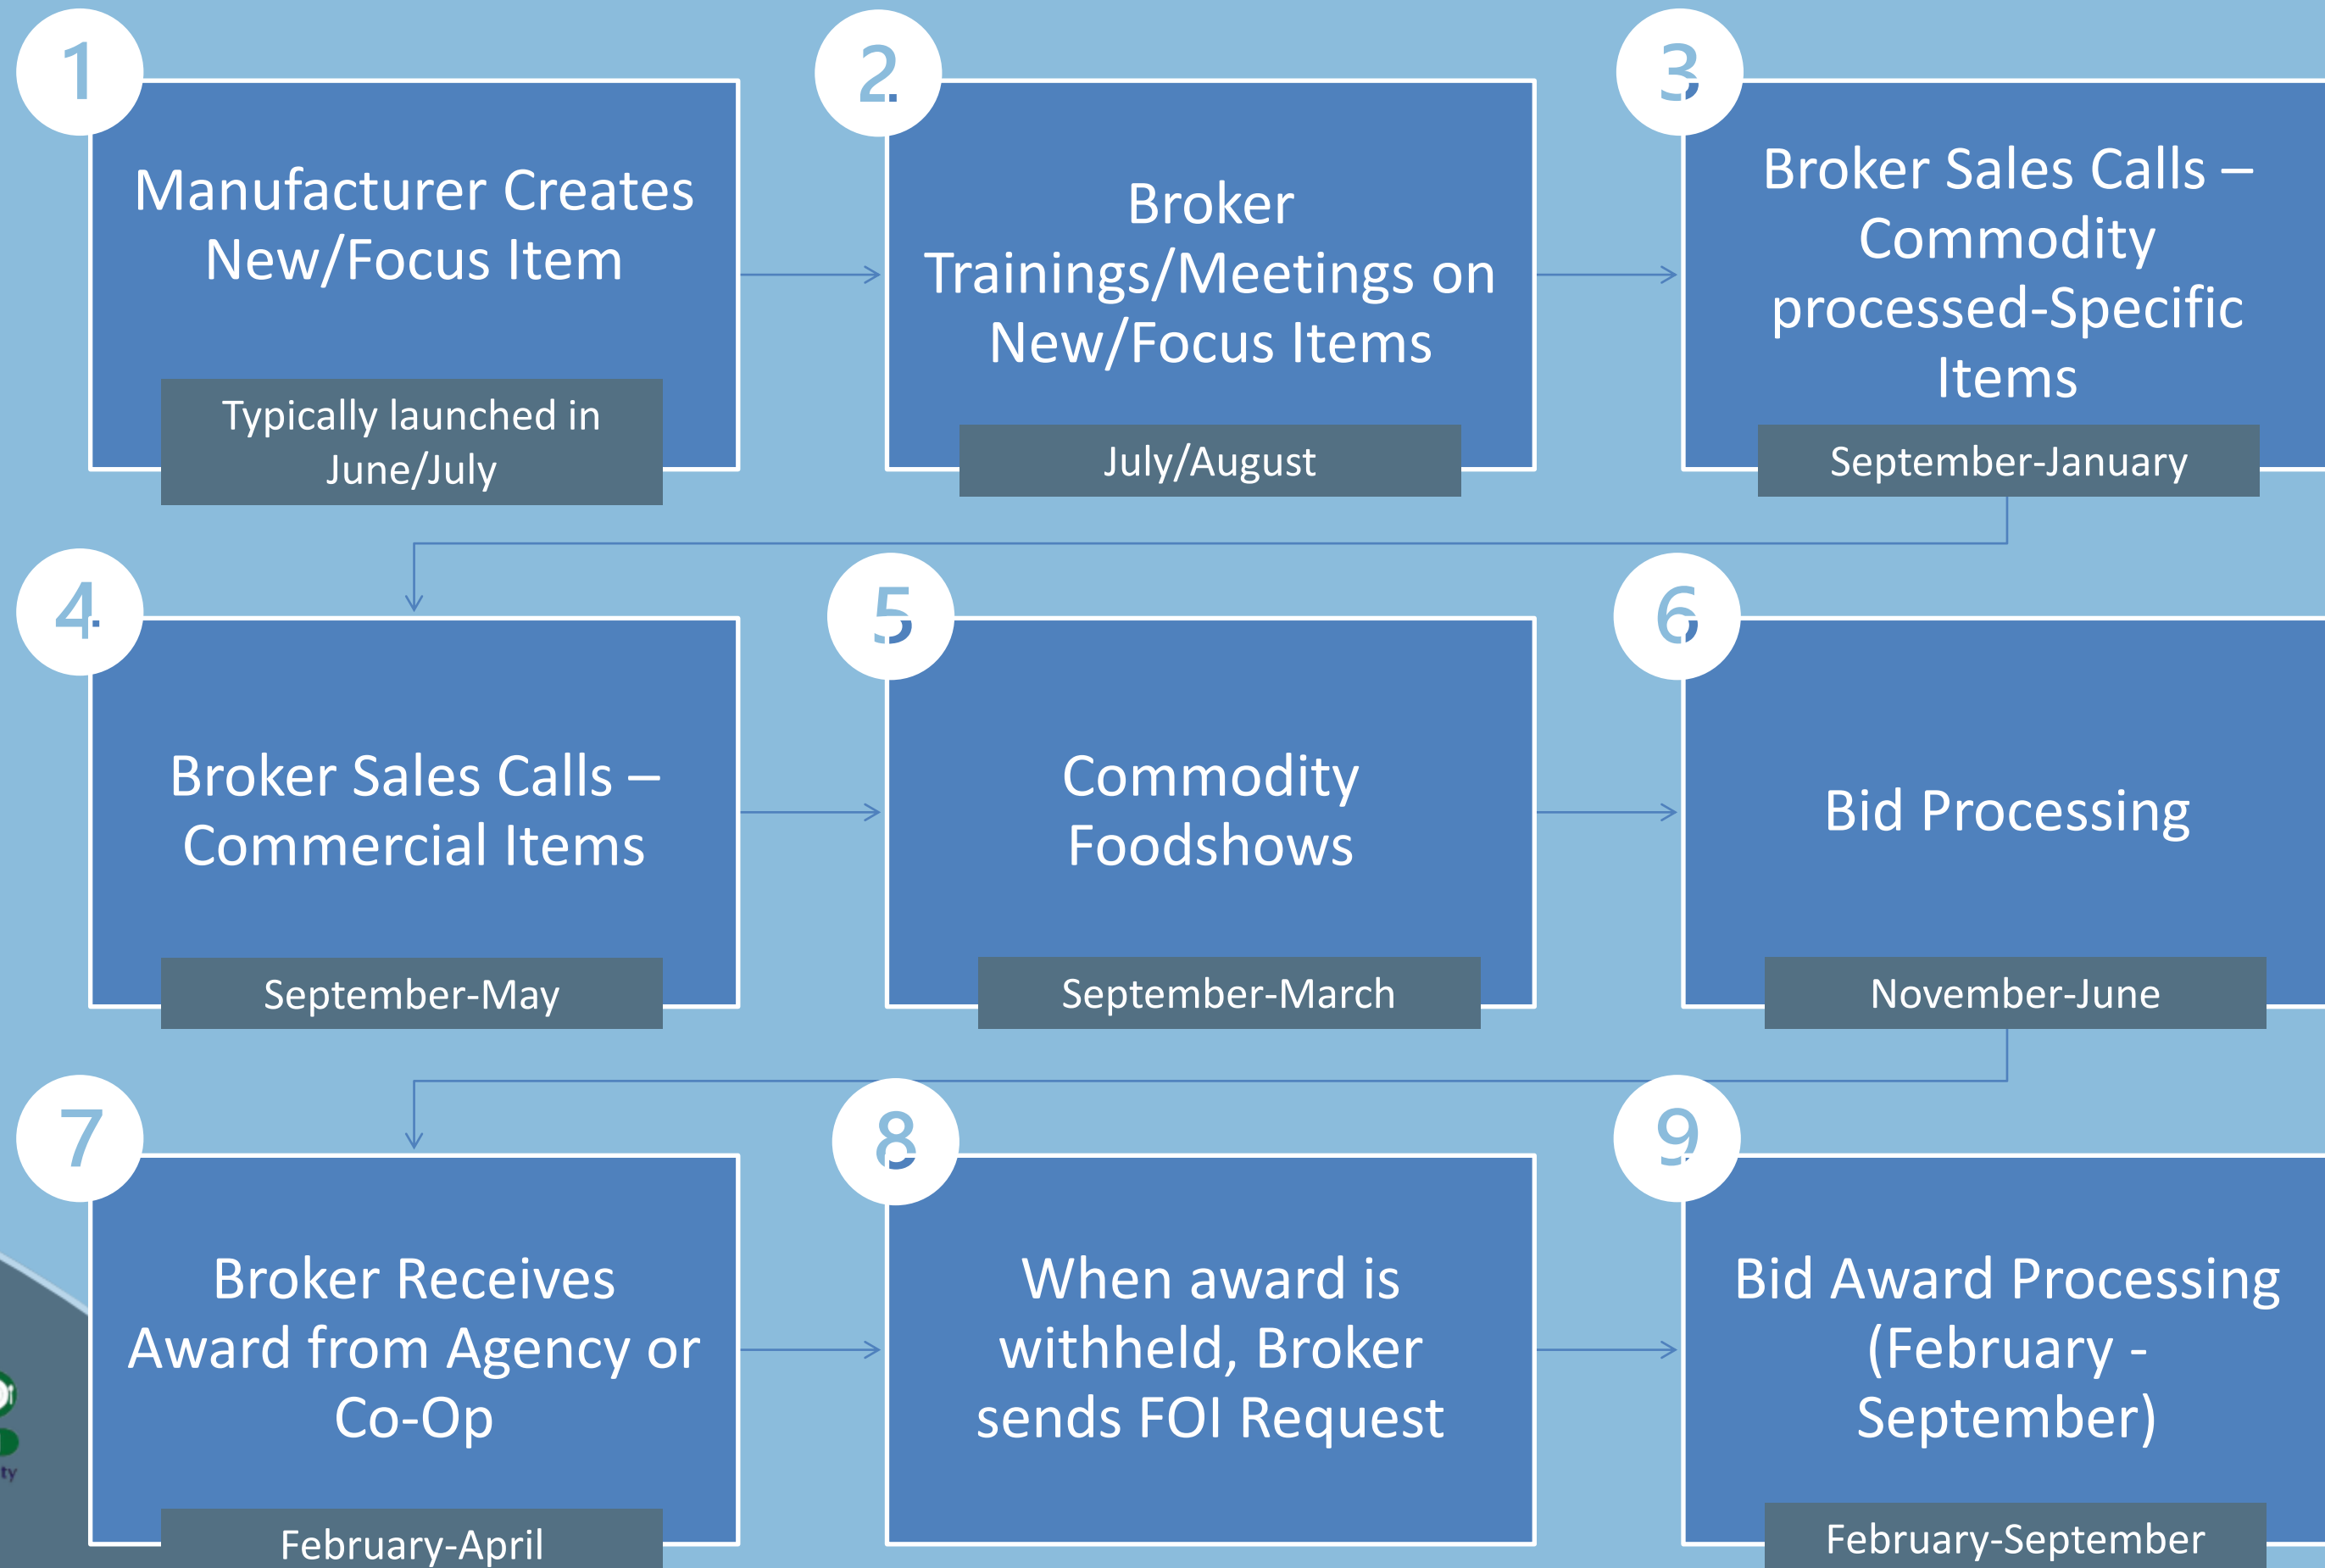 1
Manufacturer Creates
New/Focus Item
Typically launched in
June/July
2
Broker
Trainings/Meetings on
New/Focus Items
July//August
3
Broker Sales Calls –
Commodity
processed-Specific
Items
September-January
4
Broker Sales Calls –
Commercial Items
September-May
5
Commodity
Foodshows
September-March
6
Bid Processing
November-June
7
Broker Receives
Award from Agency or
Co-Op
February-April
8
When award is
withheld, Broker
sends FOI Request
9
Bid Award Processing
(February -
September)
February-September